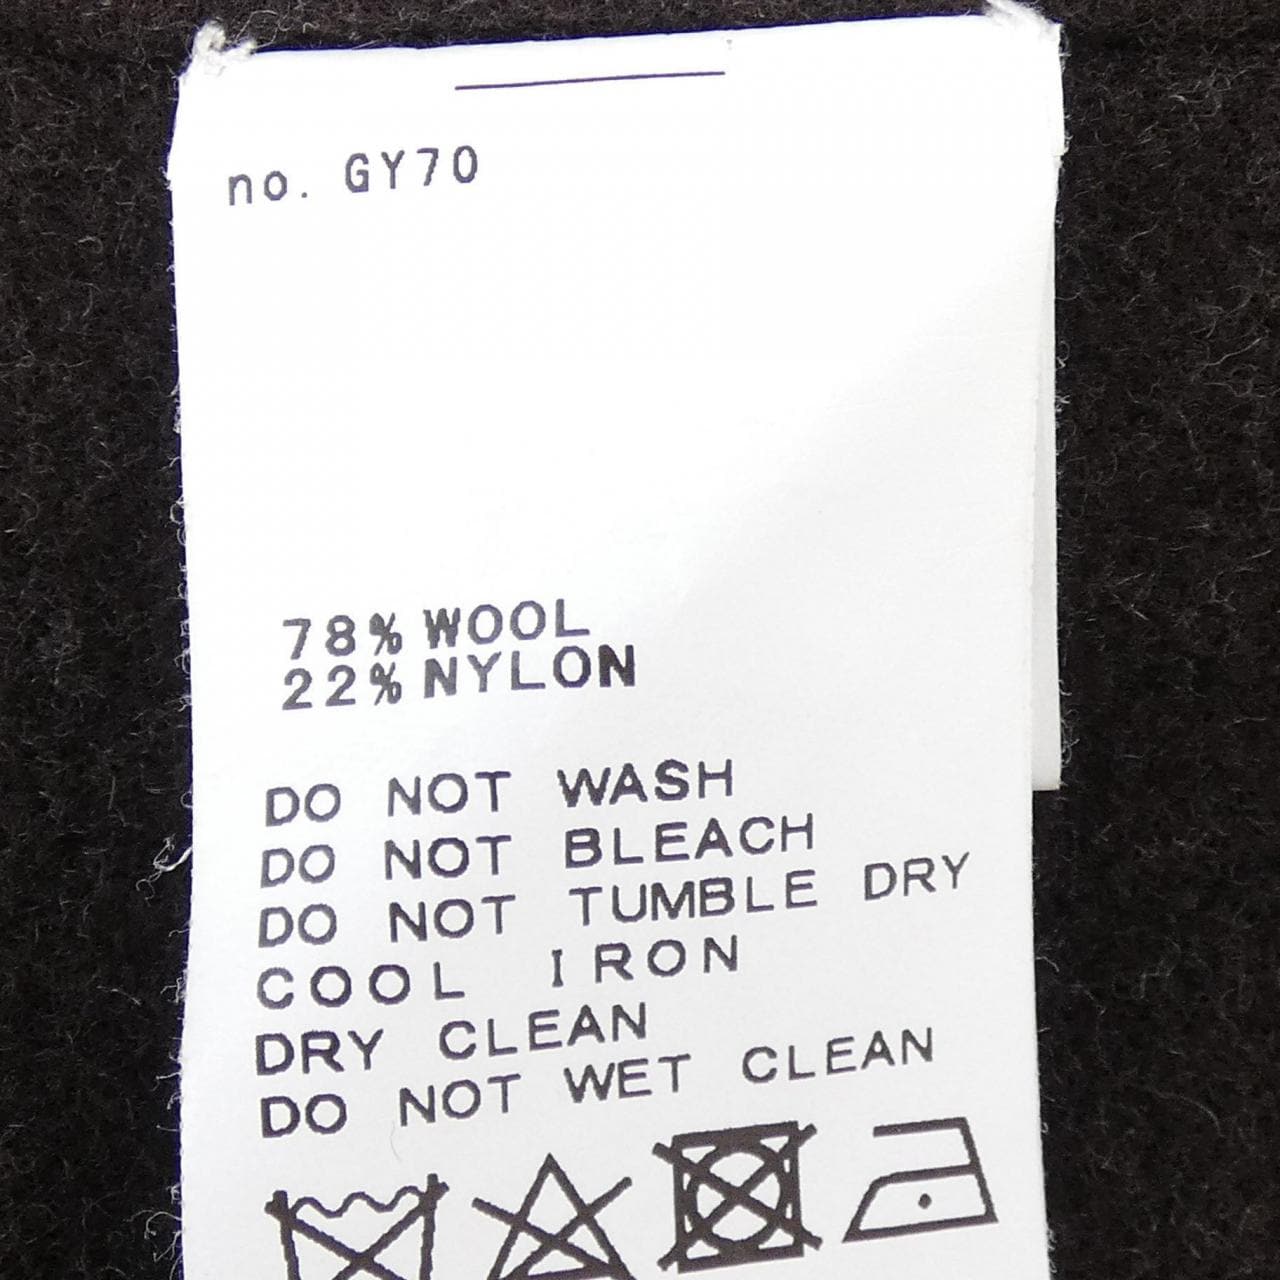 no. GY70
78% WOOL
22% NYLON
DO NOT WASH
DO NOT BLEACH
DO NOT TUMBLE DRY
COOL IRON
DRY CLEAN
DO NOT WET CLEAN